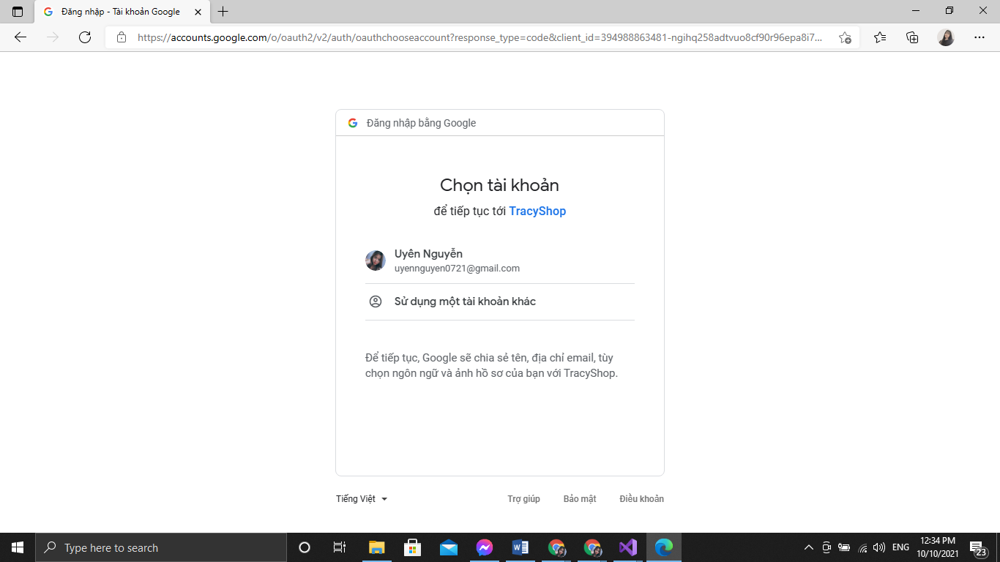 Đăng nhập - Tài khoản Google
https://accounts.google.com/o/oauth2/v2/auth/oauthchooseaccount?response_type=code&client_id=394988863481-ngihq258adtvuo8cf90r96epa8i7...
Đăng nhập bằng Google
Chọn tài khoản
để tiếp tục tới TracyShop
Uyên Nguyễn
uyennguyen0721@gmail.com
Sử dụng một tài khoản khác
Để tiếp tục, Google sẽ chia sẻ tên, địa chỉ email, tùy
chọn ngôn ngữ và ảnh hồ sơ của bạn với TracyShop.
Tiếng Việt
Trợ giúp
Bảo mật
Điều khoản
Type here to search
ENG
12:34 PM
10/10/2021
23